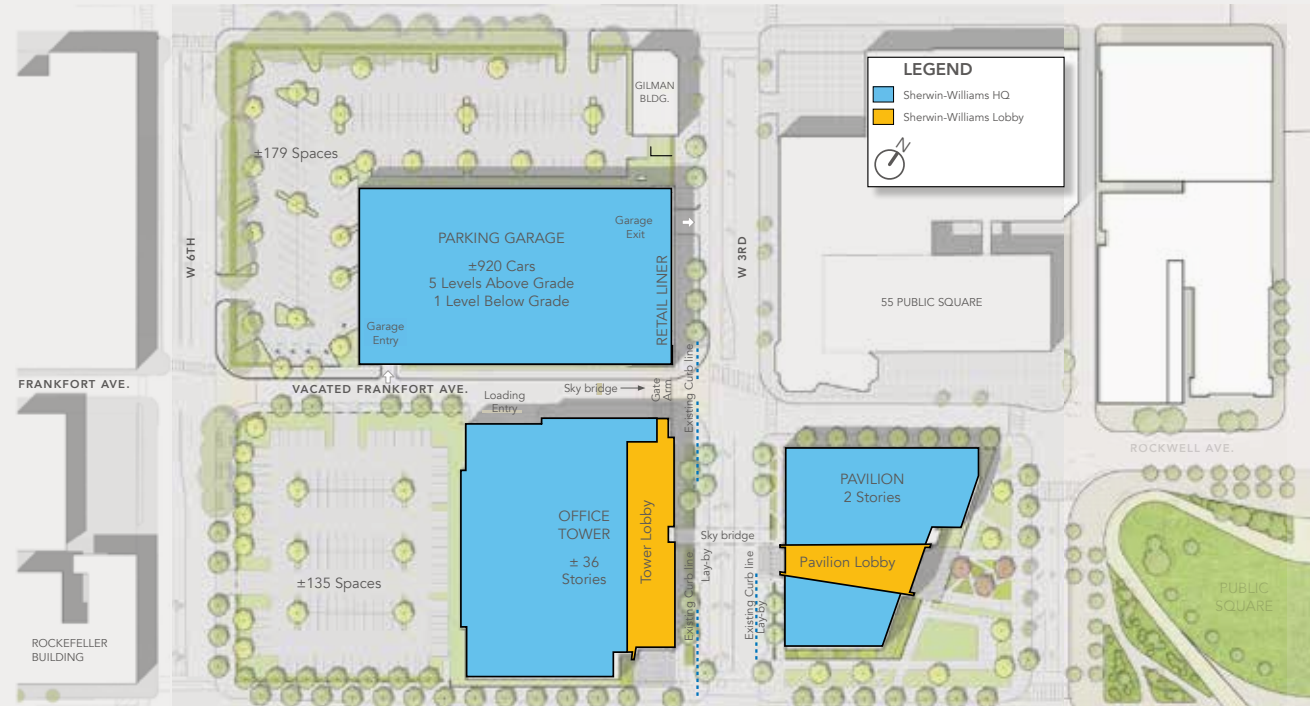 LEGEND
Sherwin-Williams HQ
Sherwin-Williams Lobby
N
GILMAN
BLDG.
±179 Spaces
W 6TH
PARKING GARAGE
±920 Cars
5 Levels Above Grade
1 Level Below Grade
Garage
Exit
RETAIL LINER
Garage
Entry
W 3RD
55 PUBLIC SQUARE
FRANKFORT AVE.
VACATED FRANKFORT AVE.
Loading
Entry
Sky bridge
Gate
Arm
Existing Curb line
ROCKWELL AVE.
OFFICE
TOWER
± 36
Stories
Tower Lobby
PAVILION
2 Stories
Sky bridge
Pavilion Lobby
Existing Curb line
Lay-by
Existing Curb line
Lay-by
±135 Spaces
PUBLIC
SQUARE
ROCKEFELLER
BUILDING